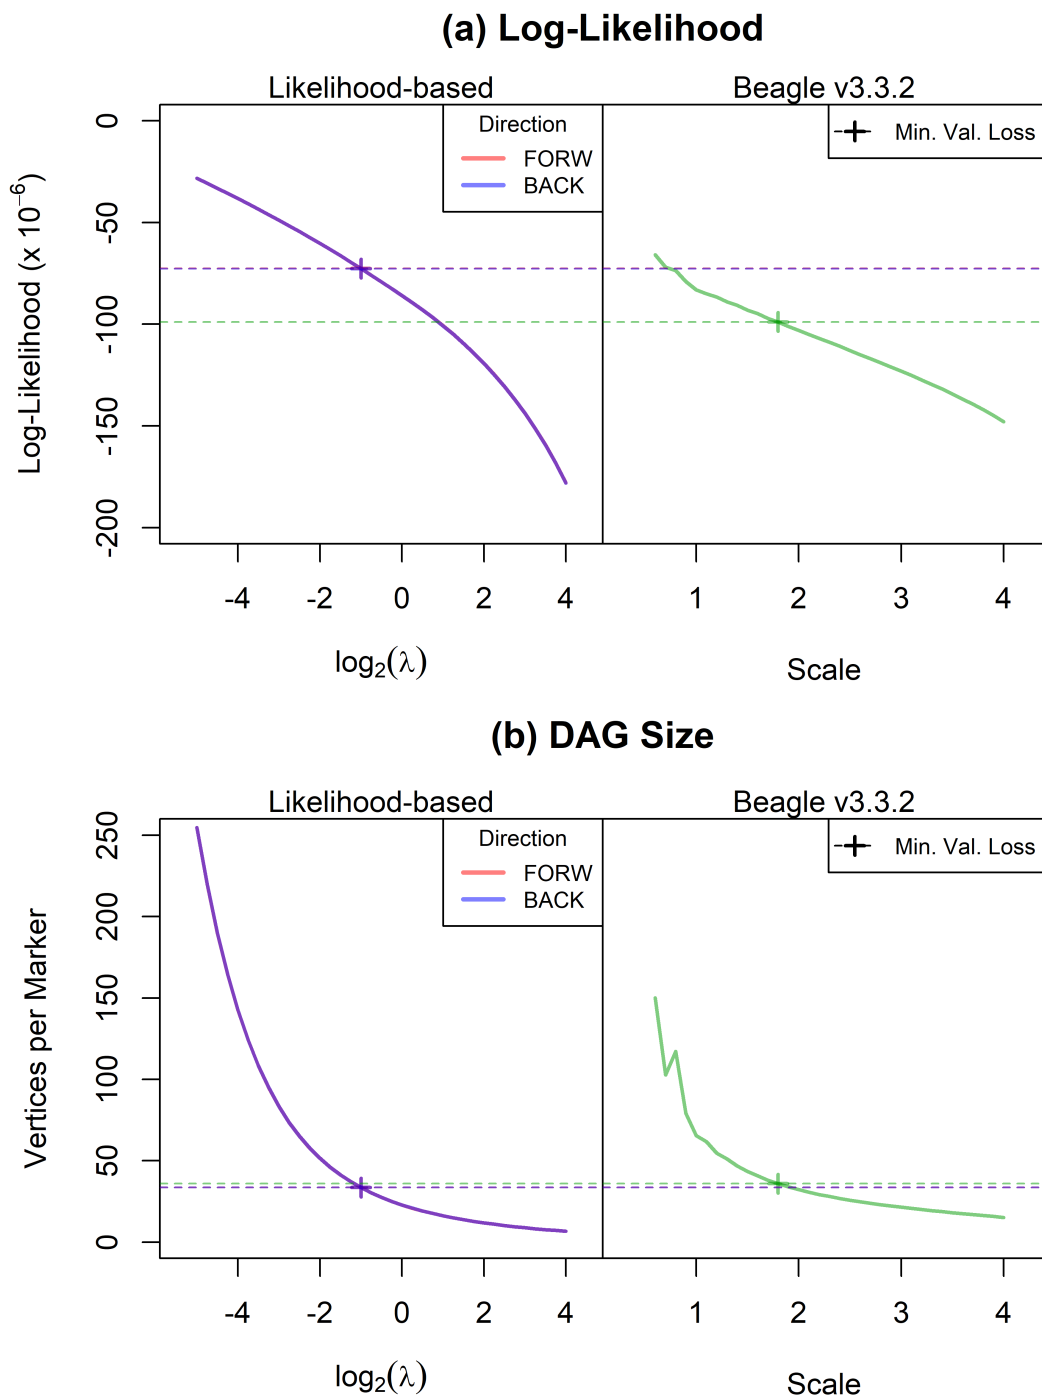 (a) Log-Likelihood
Likelihood-based
Beagle v3.3.2
Direction
FORW
BACK
Min. Val. Loss
Log-Likelihood (x 10⁻⁶)
0
-50
-100
-150
-200
-4 -2 0 2 4
1 2 3 4
log₂(λ)
Scale
(b) DAG Size
Likelihood-based
Beagle v3.3.2
Direction
FORW
BACK
Min. Val. Loss
Vertices per Marker
250
200
150
100
50
0
-4 -2 0 2 4
1 2 3 4
log₂(λ)
Scale